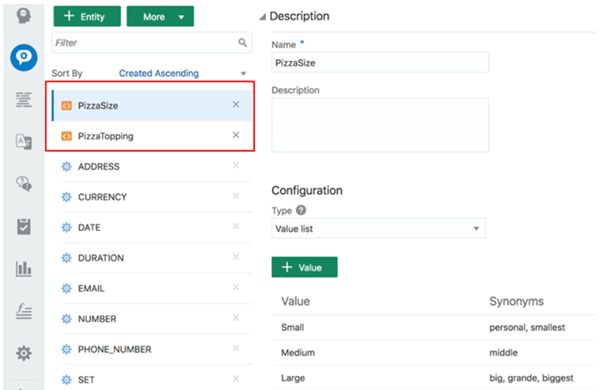 + Entity
More
Filter
Sort By
Created Ascending
PizzaSize
PizzaTopping
ADDRESS
CURRENCY
DATE
DURATION
EMAIL
NUMBER
PHONE_NUMBER
SET
Description
Name *
PizzaSize
Description
Configuration
Type ?
Value list
+ Value
Value Synonyms
Small personal, smallest
Medium middle
Large big, grande, biggest